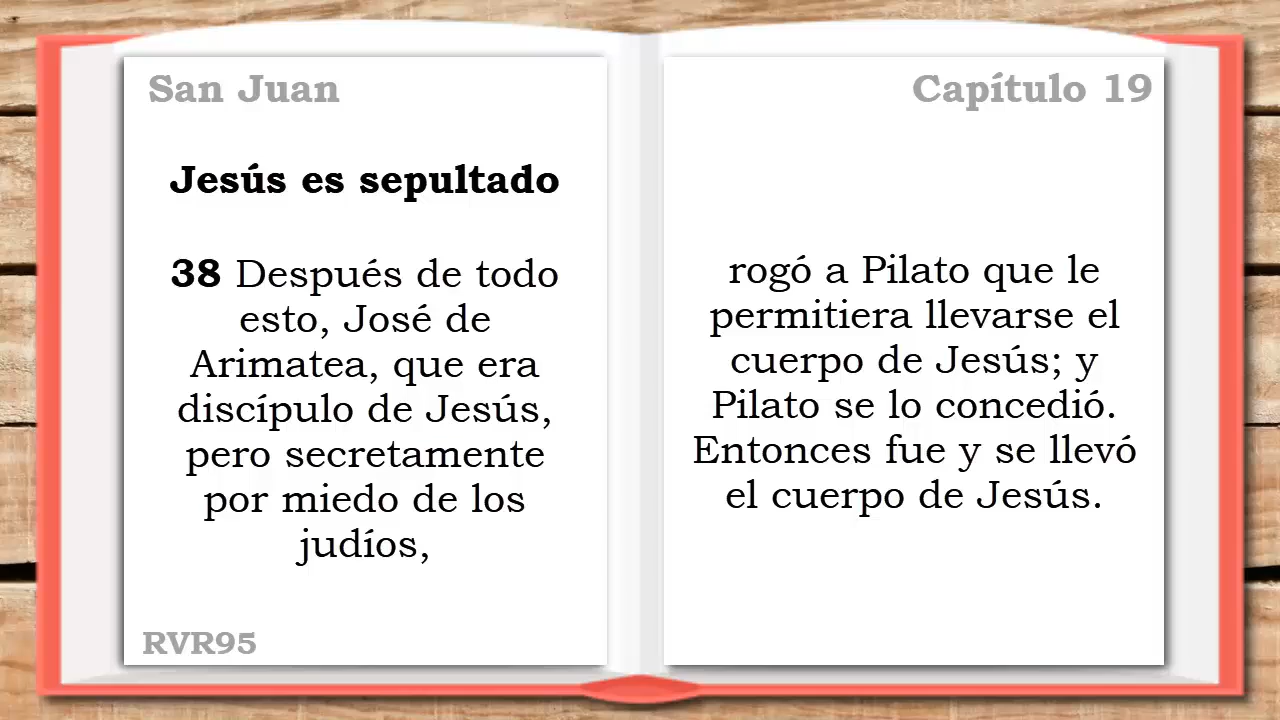 San Juan
Jesús es sepultado
38 Después de todo
esto, José de
Arimatea, que era
discípulo de Jesús,
pero secretamente
por miedo de los
judíos,
RVR95
Capítulo 19
rogó a Pilato que le
permitiera llevarse el
cuerpo de Jesús; y
Pilato se lo concedió.
Entonces fue y se llevó
el cuerpo de Jesús.